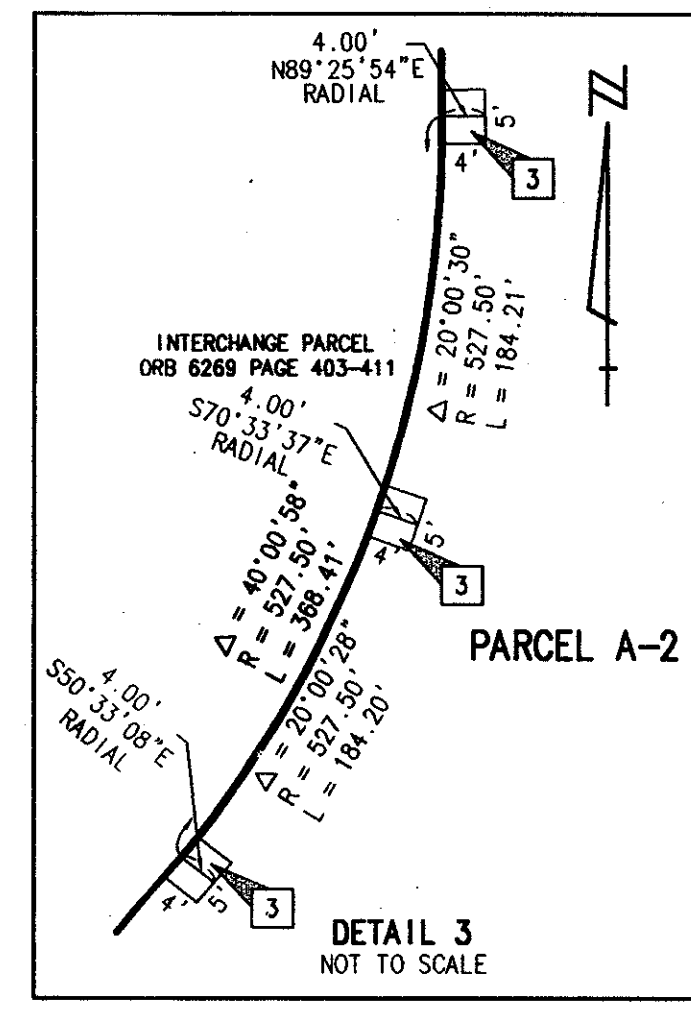 4.00'
N89°25'54"E
RADIAL
5'
4'
3
Δ = 20°00'30"
R = 527.50'
L = 184.21'
INTERCHANGE PARCEL
ORB 6269 PAGE 403-411
4.00'
S70°33'37"E
RADIAL
5'
4'
3
Δ = 40°00'58"
R = 527.50'
L = 368.41'
PARCEL A-2
Δ = 20°00'28"
R = 527.50'
L = 184.20'
4.00'
S50°33'08"E
RADIAL
4'
5'
3
DETAIL 3
NOT TO SCALE